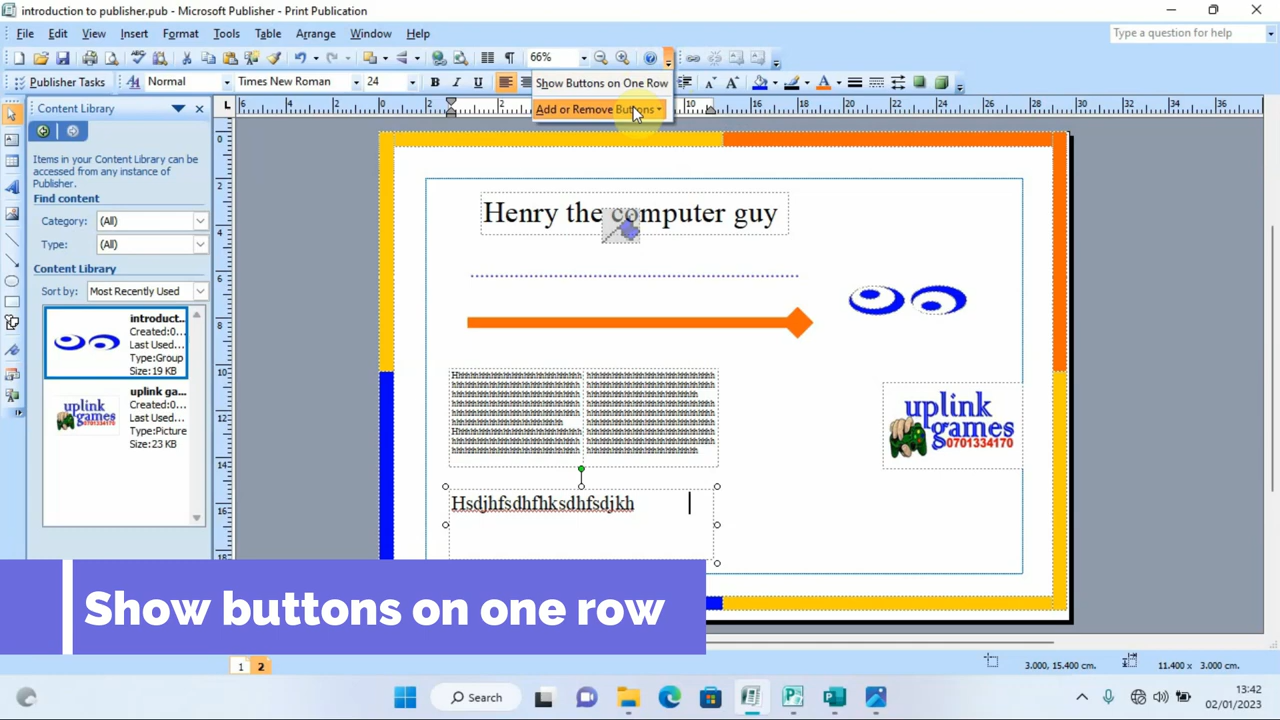 introduction to publisher.pub - Microsoft Publisher - Print Publication
File Edit View Insert Format Tools Table Arrange Window Help
Type a question for help
66%
Publisher Tasks
Normal
Times New Roman
24
Show Buttons on One Row
Add or Remove Buttons
Content Library
Items in your Content Library can be
accessed from any instance of
Publisher.
Find content
Category: (All)
Type: (All)
Content Library
Sort by: Most Recently Used
introduct...
Created:0...
Last Used...
Type:Group
Size:19 KB
uplink ga...
Created:0...
Last Used...
Type:Picture
Size:23 KB
Henry the computer guy
uplink
games
0701334170
Hsdjhfsdhfhksdhfsdjkh
Show buttons on one row
1 2
3.000, 15.400 cm.
11.400 x 3.000 cm.
Search
13:42
02/01/2023